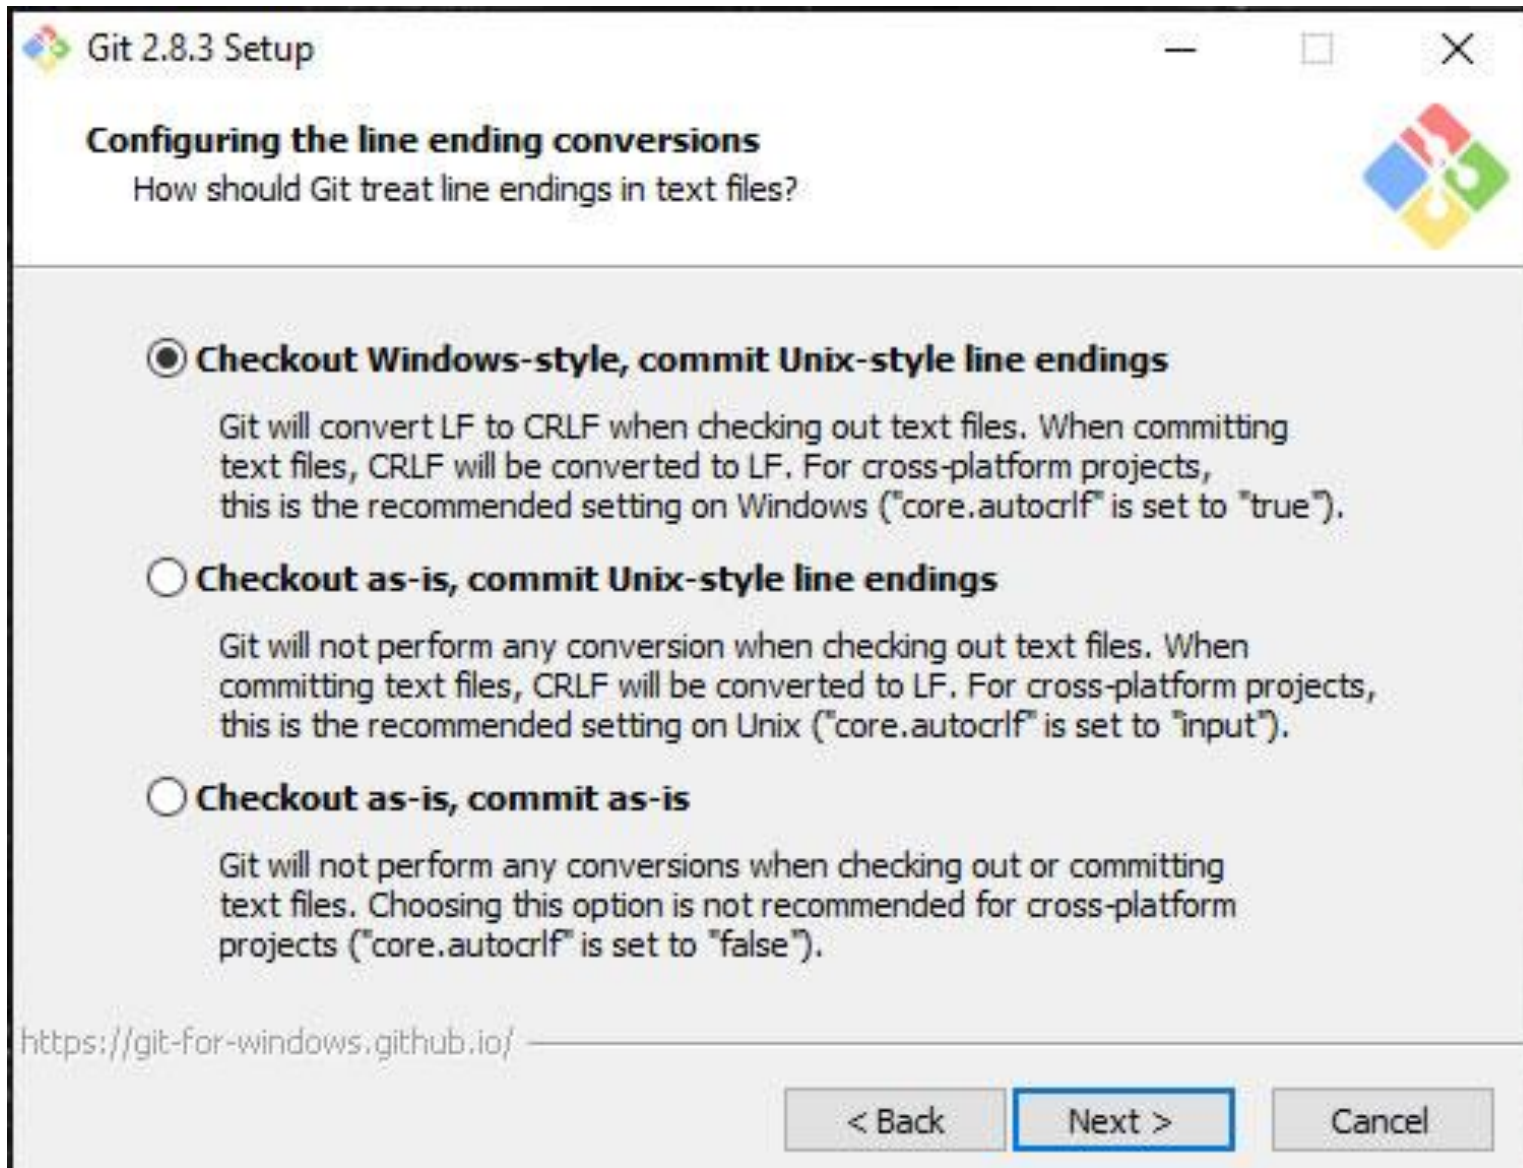 Git 2.8.3 Setup
Configuring the line ending conversions
How should Git treat line endings in text files?
Checkout Windows-style, commit Unix-style line endings
Git will convert LF to CRLF when checking out text files. When committing
text files, CRLF will be converted to LF. For cross-platform projects,
this is the recommended setting on Windows ("core.autocrlf" is set to "true").
Checkout as-is, commit Unix-style line endings
Git will not perform any conversion when checking out text files. When
committing text files, CRLF will be converted to LF. For cross-platform projects,
this is the recommended setting on Unix ("core.autocrlf" is set to "input").
Checkout as-is, commit as-is
Git will not perform any conversions when checking out or committing
text files. Choosing this option is not recommended for cross-platform
projects ("core.autocrlf" is set to "false").
https://git-for-windows.github.io/
< Back Next > Cancel